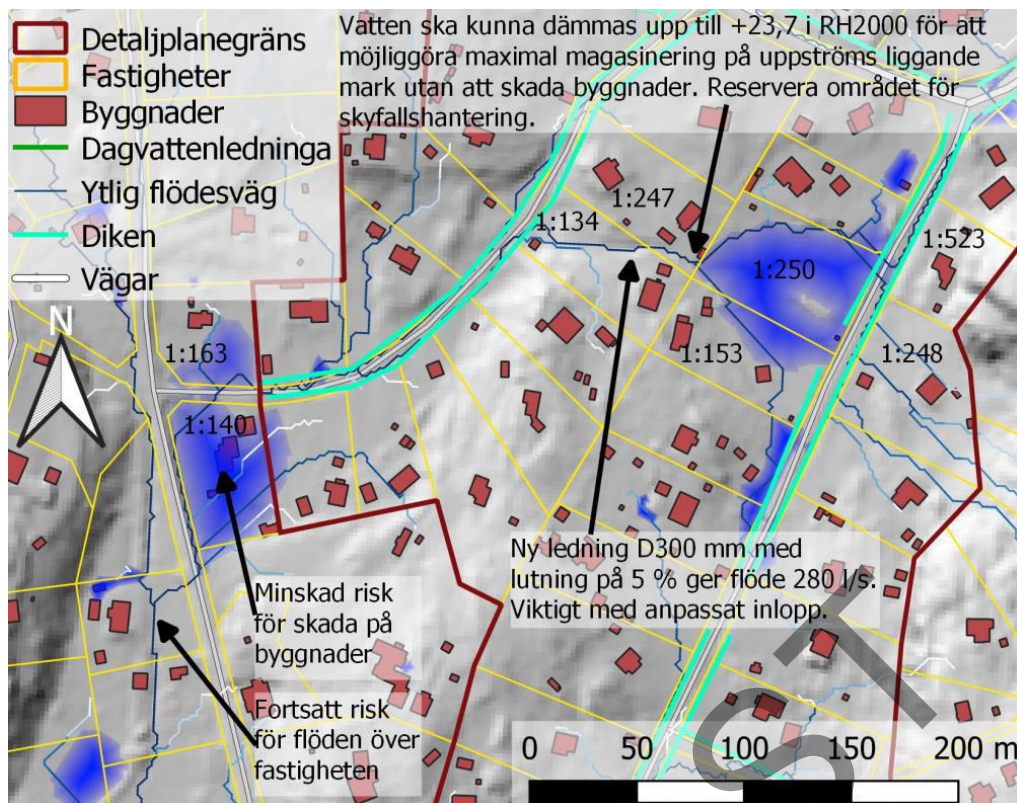 Detaljplanegräns
Fastigheter
Byggnader
Dagvattenledninga
Ytlig flödesväg
Diken
Vägar
N
Vatten ska kunna dämmas upp till +23,7 i RH2000 för att
möjliggöra maximal magasinering på uppströms liggande
mark utan att skada byggnader. Reservera området för
skyfallshantering.
1:247
1:134
1:523
1:250
1:163
1:153
1:248
1:140
Ny ledning D300 mm med
lutning på 5 % ger flöde 280 l/s.
Viktigt med anpassat inlopp.
Minskad risk
för skada på
byggnader
Fortsatt risk
för flöden över
fastigheten
0 50 100 150 200 m